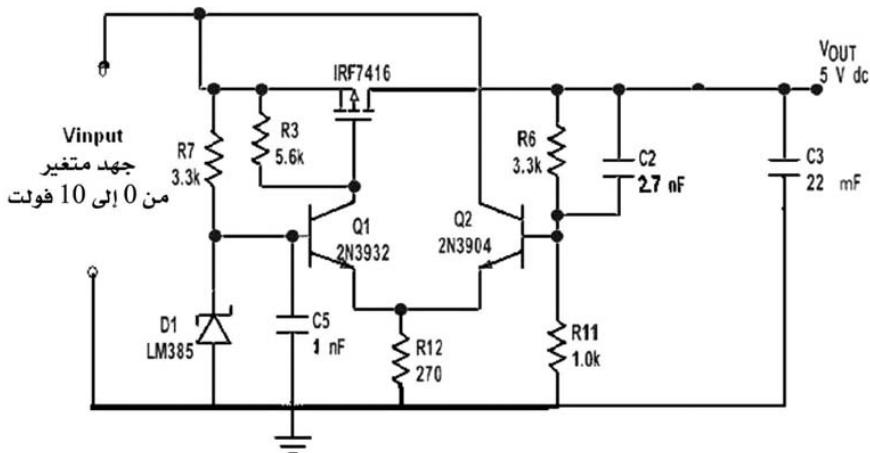 IRF7416
VOUT
5 V dc
R3
5.6k
R7
3.3k
Vinput
جهد متغير
من 0 إلى 10 فولت
R6
3.3k
C2
2.7 nF
C3
22 mF
Q1
2N3932
Q2
2N3904
D1
LM385
C5
1 nF
R12
270
R11
1.0k